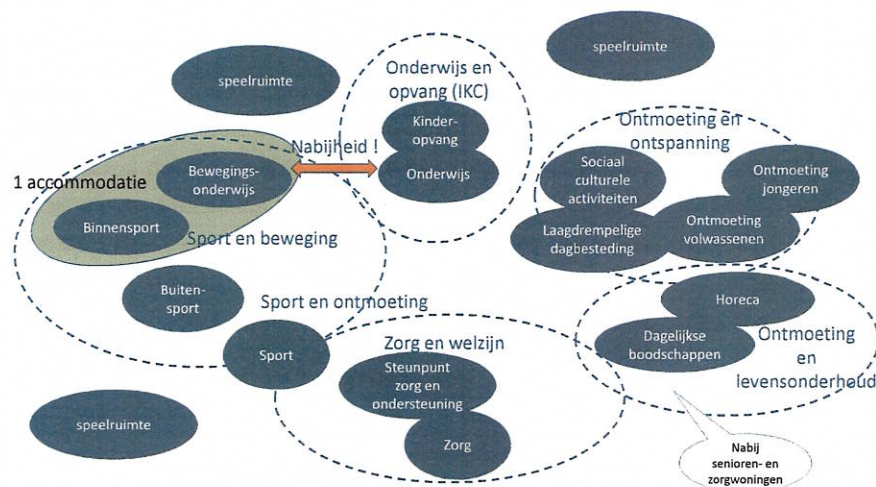 speelruimte
speelruimte
Onderwijs en
opvang (IKC)
Kinder-
opvang
Nabijheid !
Onderwijs
Ontmoeting en
ontspanning
Sociaal
culturele
activiteiten
Ontmoeting
jongeren
Laagdrempelige
dagbesteding
Ontmoeting
volwassenen
1 accommodatie
Bewegings-
onderwijs
Binnensport
Sport en beweging
Buiten-
sport
Sport en ontmoeting
Sport
Horeca
Dagelijkse
boodschappen
Ontmoeting
en
levensonderhoud
Zorg en welzijn
Steunpunt
zorg en
ondersteuning
Zorg
speelruimte
Nabij
senioren- en
zorgwoningen